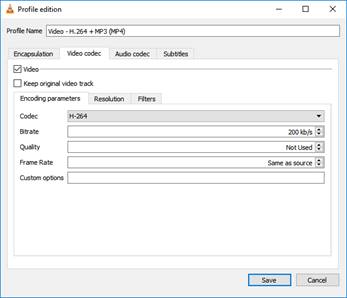 Profile edition
Profile Name Video - H.264 + MP3 (MP4)
Encapsulation Video codec Audio codec Subtitles
Video
Keep original video track
Encoding parameters Resolution Filters
Codec H-264
Bitrate 200 kb/s
Quality Not Used
Frame Rate Same as source
Custom options
Save Cancel